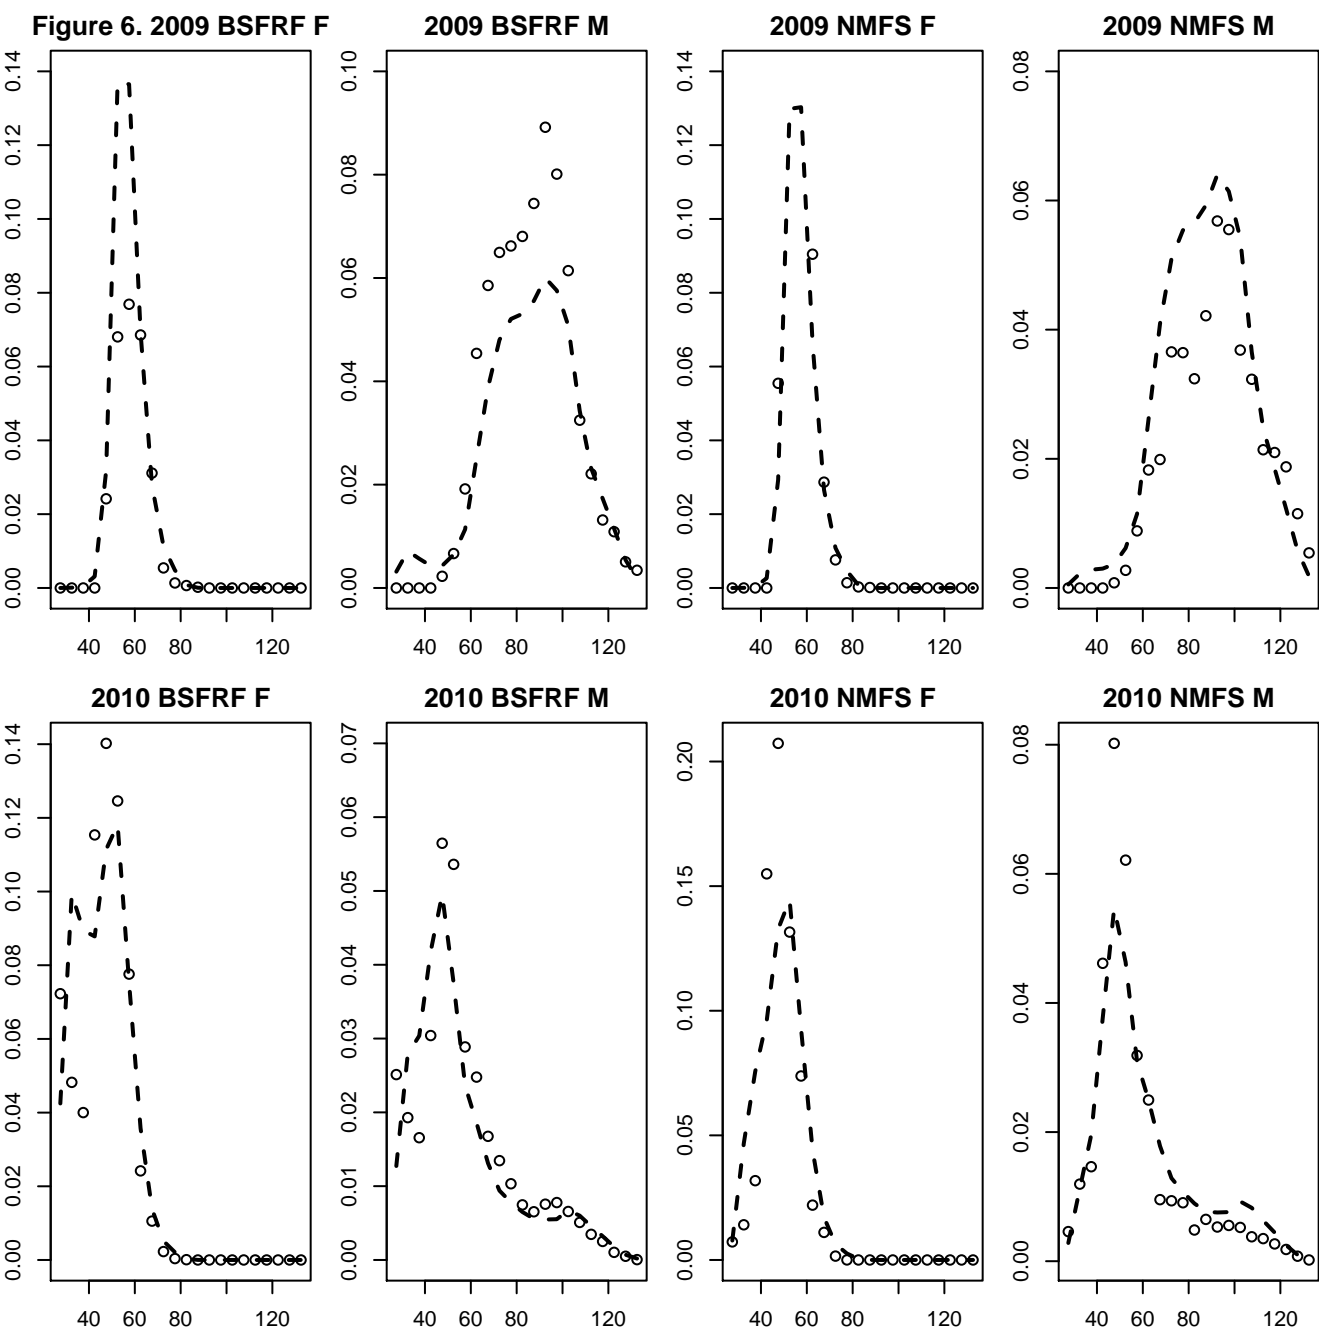 Figure 6. 2009 BSFRF F
0.00 0.02 0.04 0.06 0.08 0.10 0.12 0.14
40 60 80 120
2009 BSFRF M
0.00 0.02 0.04 0.06 0.08 0.10
40 60 80 120
2009 NMFS F
0.00 0.02 0.04 0.06 0.08 0.10 0.12 0.14
40 60 80 120
2009 NMFS M
0.00 0.02 0.04 0.06 0.08
40 60 80 120
2010 BSFRF F
0.00 0.02 0.04 0.06 0.08 0.10 0.12 0.14
40 60 80 120
2010 BSFRF M
0.00 0.01 0.02 0.03 0.04 0.05 0.06 0.07
40 60 80 120
2010 NMFS F
0.00 0.05 0.10 0.15 0.20
40 60 80 120
2010 NMFS M
0.00 0.02 0.04 0.06 0.08
40 60 80 120